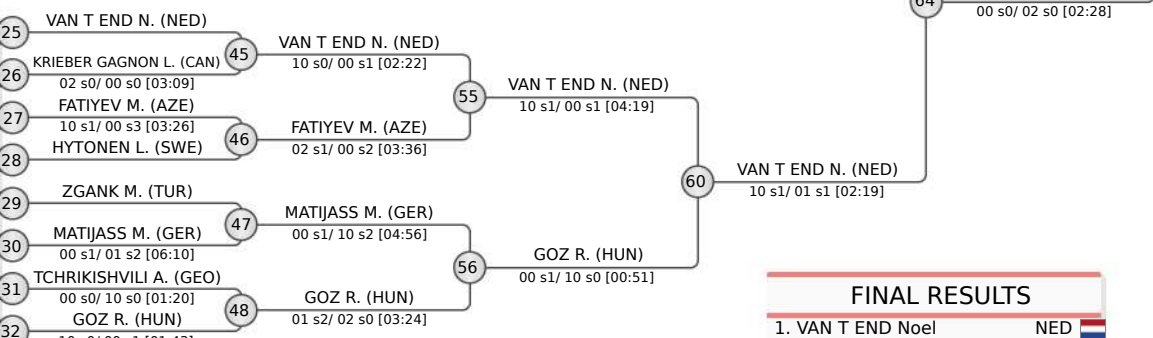 64
00 s0/ 02 s0 [02:28]
25
VAN T END N. (NED)
45
VAN T END N. (NED)
10 s0/ 00 s1 [02:22]
26
KRIEBER GAGNON L. (CAN)
02 s0/ 00 s0 [03:09]
55
VAN T END N. (NED)
10 s1/ 00 s1 [04:19]
27
FATIYEV M. (AZE)
10 s1/ 00 s3 [03:26]
46
FATIYEV M. (AZE)
02 s1/ 00 s2 [03:36]
28
HYTONEN L. (SWE)
60
VAN T END N. (NED)
10 s1/ 01 s1 [02:19]
29
ZGANK M. (TUR)
47
MATIJASS M. (GER)
00 s1/ 10 s2 [04:56]
30
MATIJASS M. (GER)
00 s1/ 01 s2 [06:10]
56
GOZ R. (HUN)
00 s1/ 10 s0 [00:51]
31
TCHRIKISHVILI A. (GEO)
00 s0/ 10 s0 [01:20]
48
GOZ R. (HUN)
01 s2/ 02 s0 [03:24]
32
GOZ R. (HUN)
FINAL RESULTS
1. VAN T END Noel NED